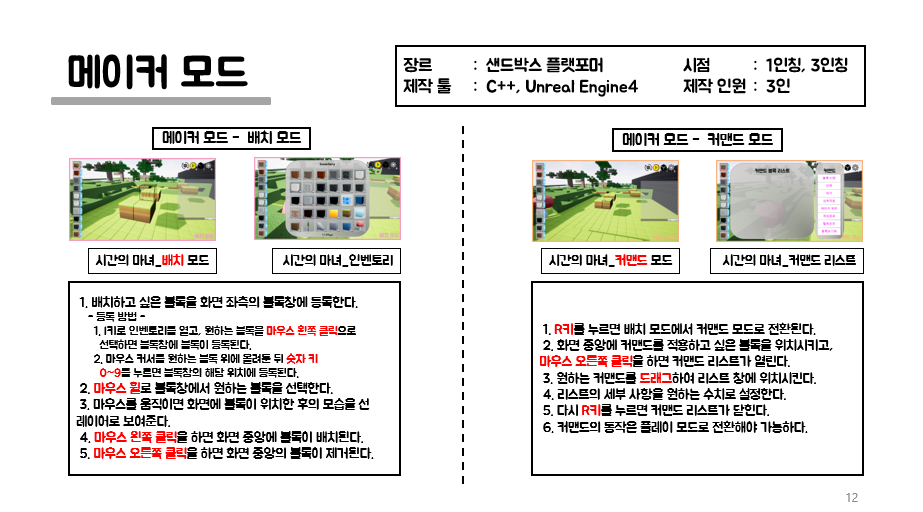 메이커 모드
장르 : 샌드박스 플랫포머 시점 : 1인칭, 3인칭
제작 툴 : C++, Unreal Engine4 제작 인원 : 3인
메이커 모드 - 배치 모드
시간의 마녀_배치 모드
시간의 마녀_인벤토리
1. 배치하고 싶은 블록을 화면 좌측의 블록창에 등록한다.
- 등록 방법 -
1. I키로 인벤토리를 열고, 원하는 블록을 마우스 왼쪽 클릭으로
선택하면 블록창에 블록이 등록된다.
2. 마우스 커서를 원하는 블록 위에 올려둔 뒤 숫자 키
0~9를 누르면 블록창의 해당 위치에 등록된다.
2. 마우스 휠로 블록창에서 원하는 블록을 선택한다.
3. 마우스를 움직이면 화면에 블록이 위치한 후의 모습을 선
레이어로 보여준다.
4. 마우스 왼쪽 클릭을 하면 화면 중앙에 블록이 배치된다.
5. 마우스 오른쪽 클릭을 하면 화면 중앙의 블록이 제거된다.
메이커 모드 - 커맨드 모드
커맨드 블록 리스트
커맨드
시간의 마녀_커맨드 모드
시간의 마녀_커맨드 리스트
1. R키를 누르면 배치 모드에서 커맨드 모드로 전환된다.
2. 화면 중앙에 커맨드를 적용하고 싶은 블록을 위치시키고,
마우스 오른쪽 클릭을 하면 커맨드 리스트가 열린다.
3. 원하는 커맨드를 드래그하여 리스트 창에 위치시킨다.
4. 리스트의 세부 사항을 원하는 수치로 설정한다.
5. 다시 R키를 누르면 커맨드 리스트가 닫힌다.
6. 커맨드의 동작은 플레이 모드로 전환해야 가능하다.
12